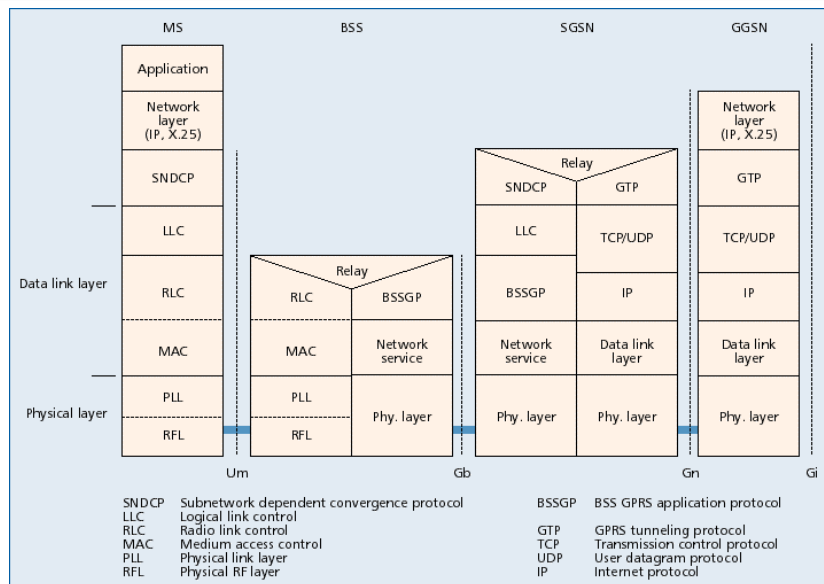 MS BSS SGSN GGSN
Application
Network
layer
(IP, X.25)
SNDCP
LLC
RLC
MAC
PLL
RFL
Data link layer
Physical layer
Relay
RLC BSSGP
MAC Network
service
PLL
Phy. layer
RFL
Relay
SNDCP GTP
LLC
TCP/UDP
BSSGP IP
Network
service
Data link
layer
Phy. layer Phy. layer
Network
layer
(IP, X.25)
GTP
TCP/UDP
IP
Data link
layer
Phy. layer
Um Gb Gn Gi
SNDCP Subnetwork dependent convergence protocol
LLC Logical link control
RLC Radio link control
MAC Medium access control
PLL Physical link layer
RFL Physical RF layer
BSSGP BSS GPRS application protocol
GTP GPRS tunneling protocol
TCP Transmission control protocol
UDP User datagram protocol
IP Internet protocol